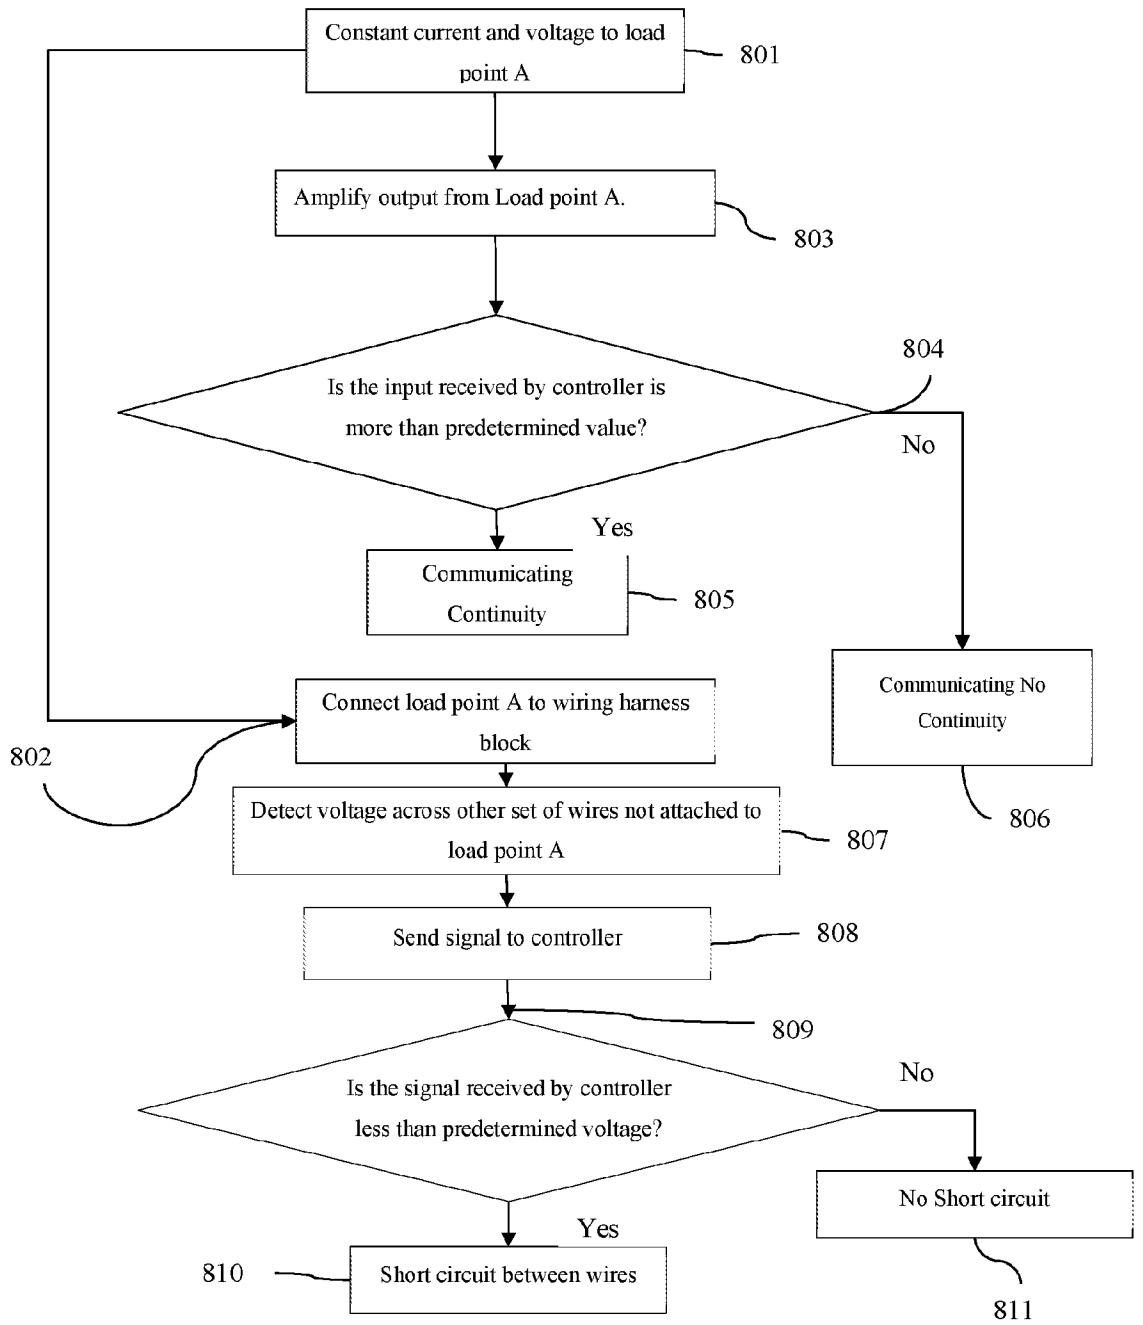 Constant current and voltage to load
point A
801
Amplify output from Load point A.
803
804
Is the input received by controller is
more than predetermined value?
No
Yes
Communicating
Continuity
805
Communicating No
Continuity
806
Connect load point A to wiring harness
block
802
Detect voltage across other set of wires not attached to
load point A
807
Send signal to controller
808
809
Is the signal received by controller
less than predetermined voltage?
No
No Short circuit
811
Yes
Short circuit between wires
810